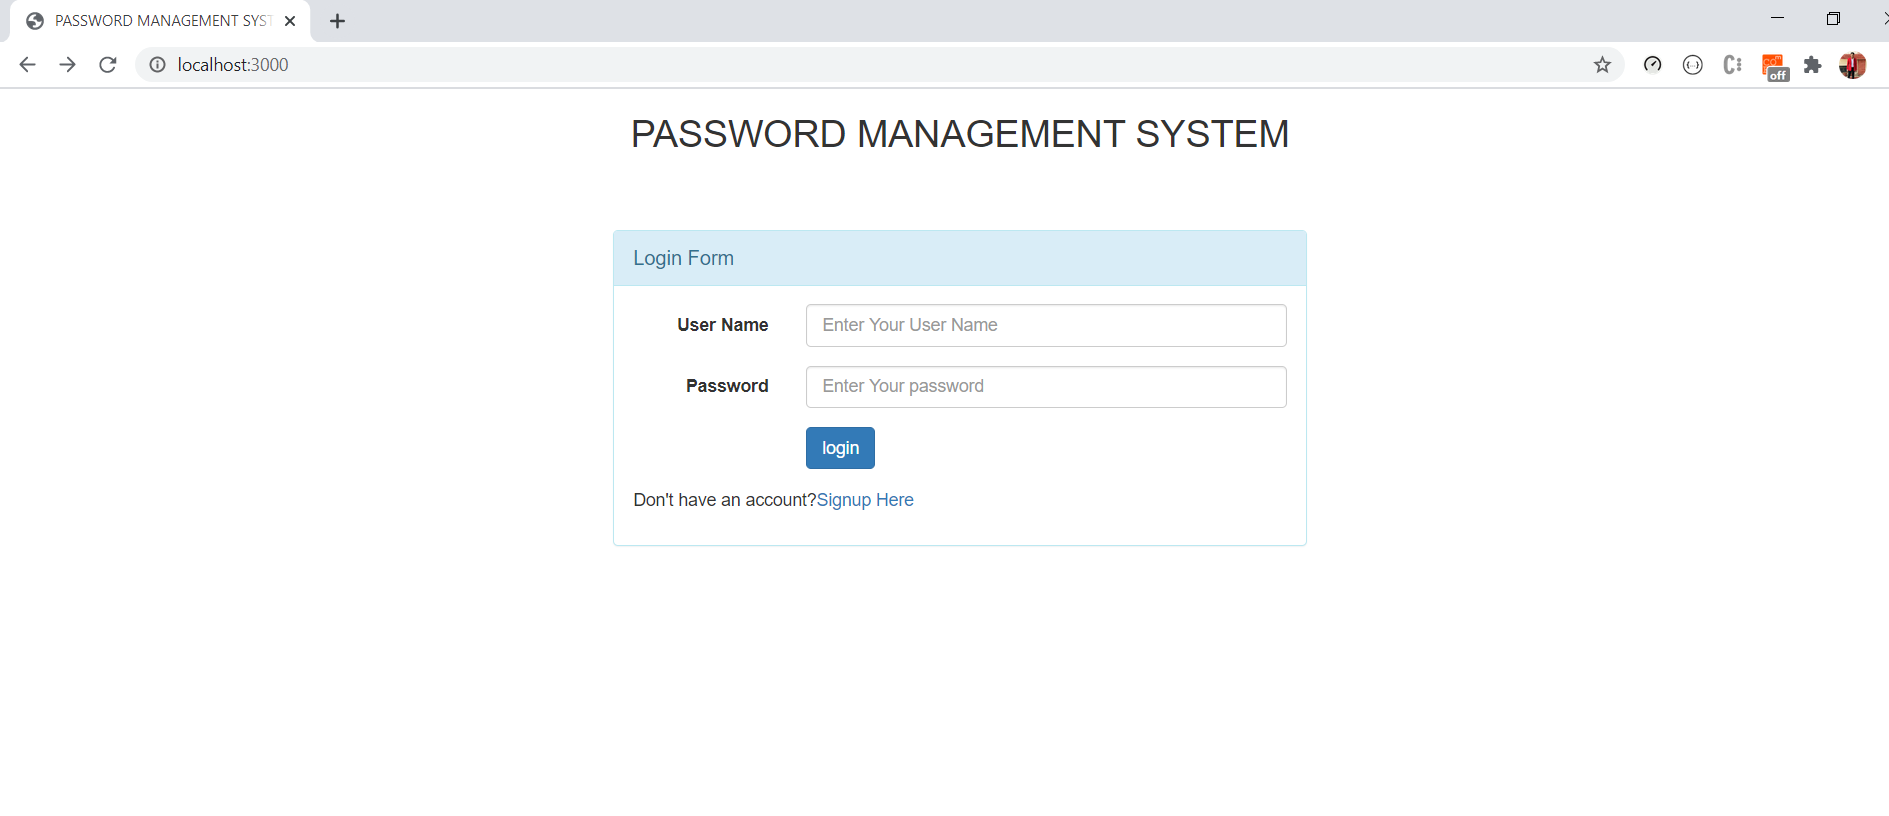 PASSWORD MANAGEMENT SYST
localhost:3000
off
PASSWORD MANAGEMENT SYSTEM
Login Form
User Name Enter Your User Name
Password Enter Your password
login
Don't have an account?Signup Here